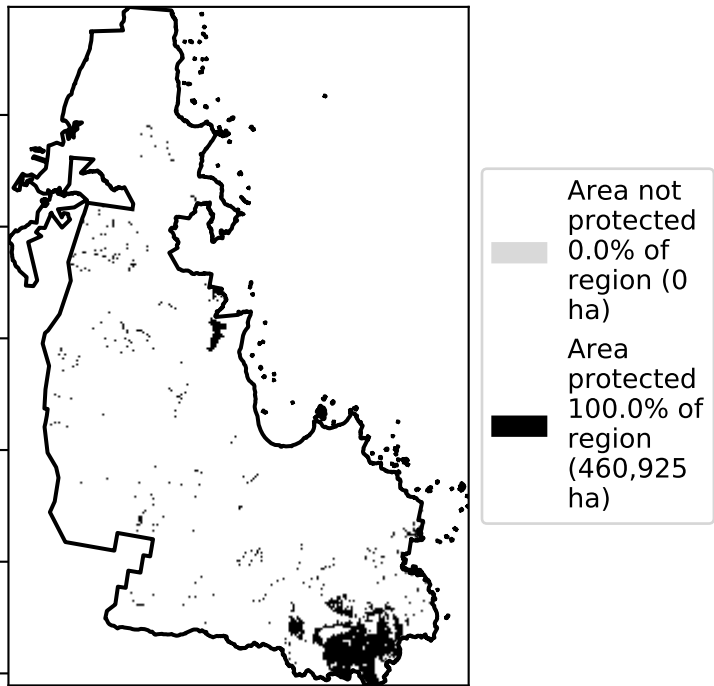 Area not
protected
0.0% of
region (0
ha)
Area
protected
100.0% of
region
(460,925
ha)